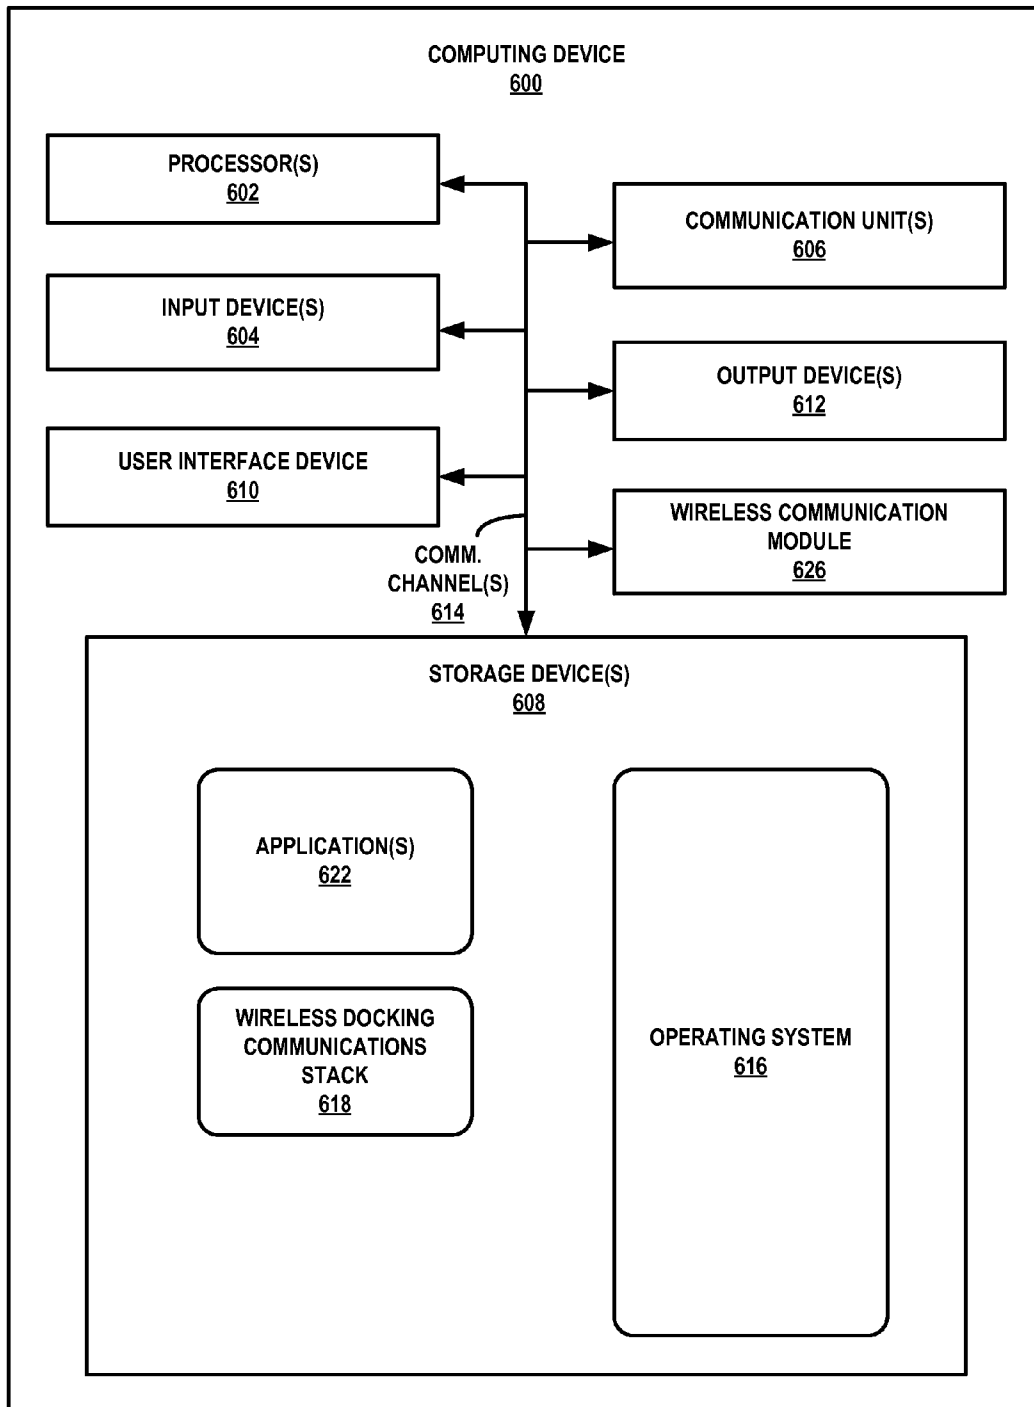 COMPUTING DEVICE
600
PROCESSOR(S)
602
COMMUNICATION UNIT(S)
606
INPUT DEVICE(S)
604
OUTPUT DEVICE(S)
612
USER INTERFACE DEVICE
610
WIRELESS COMMUNICATION
MODULE
626
COMM.
CHANNEL(S)
614
STORAGE DEVICE(S)
608
APPLICATION(S)
622
WIRELESS DOCKING
COMMUNICATIONS
STACK
618
OPERATING SYSTEM
616